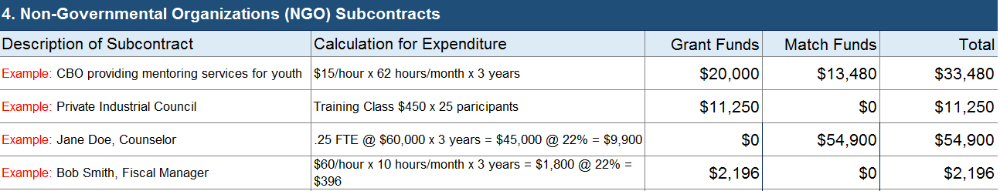 4. Non-Governmental Organizations (NGO) Subcontracts
Description of Subcontract Calculation for Expenditure Grant Funds Match Funds Total
Example: CBO providing mentoring services for youth $15/hour x 62 hours/month x 3 years $20,000 $13,480 $33,480
Example: Private Industrial Council Training Class $450 x 25 paricipants $11,250 $0 $11,250
Example: Jane Doe, Counselor .25 FTE @ $60,000 x 3 years = $45,000 @ 22% = $9,900 $0 $54,900 $54,900
Example: Bob Smith, Fiscal Manager $60/hour x 10 hours/month x 3 years = $1,800 @ 22% = $2,196 $0 $2,196
$396